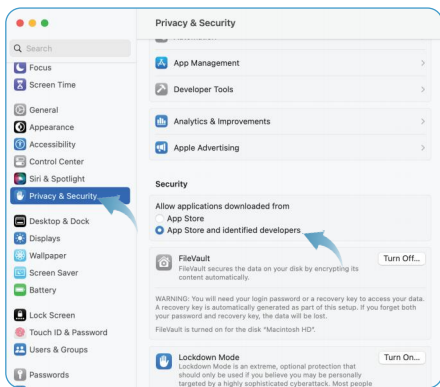 Privacy & Security
Search
Focus
Screen Time
General
Appearance
Accessibility
Control Center
Siri & Spotlight
Privacy & Security
Desktop & Dock
Displays
Wallpaper
Screen Saver
Battery
Lock Screen
Touch ID & Password
Users & Groups
Passwords
App Management
Developer Tools
Analytics & Improvements
Apple Advertising
Security
Allow applications downloaded from
App Store
App Store and identified developers
FileVault
Turn Off...
FileVault secures the data on your disk by encrypting its
content automatically.
WARNING: You will need your login password or a recovery key to access your data.
A recovery key is automatically generated as part of this setup. If you forget both
your password and recovery key, the data will be lost.
FileVault is turned on for the disk "Macintosh HD".
Lockdown Mode
Turn On...
Lockdown Mode is an extreme, optional protection that
should only be used if you believe you may be personally
targeted by a highly sophisticated cyberattack. Most people